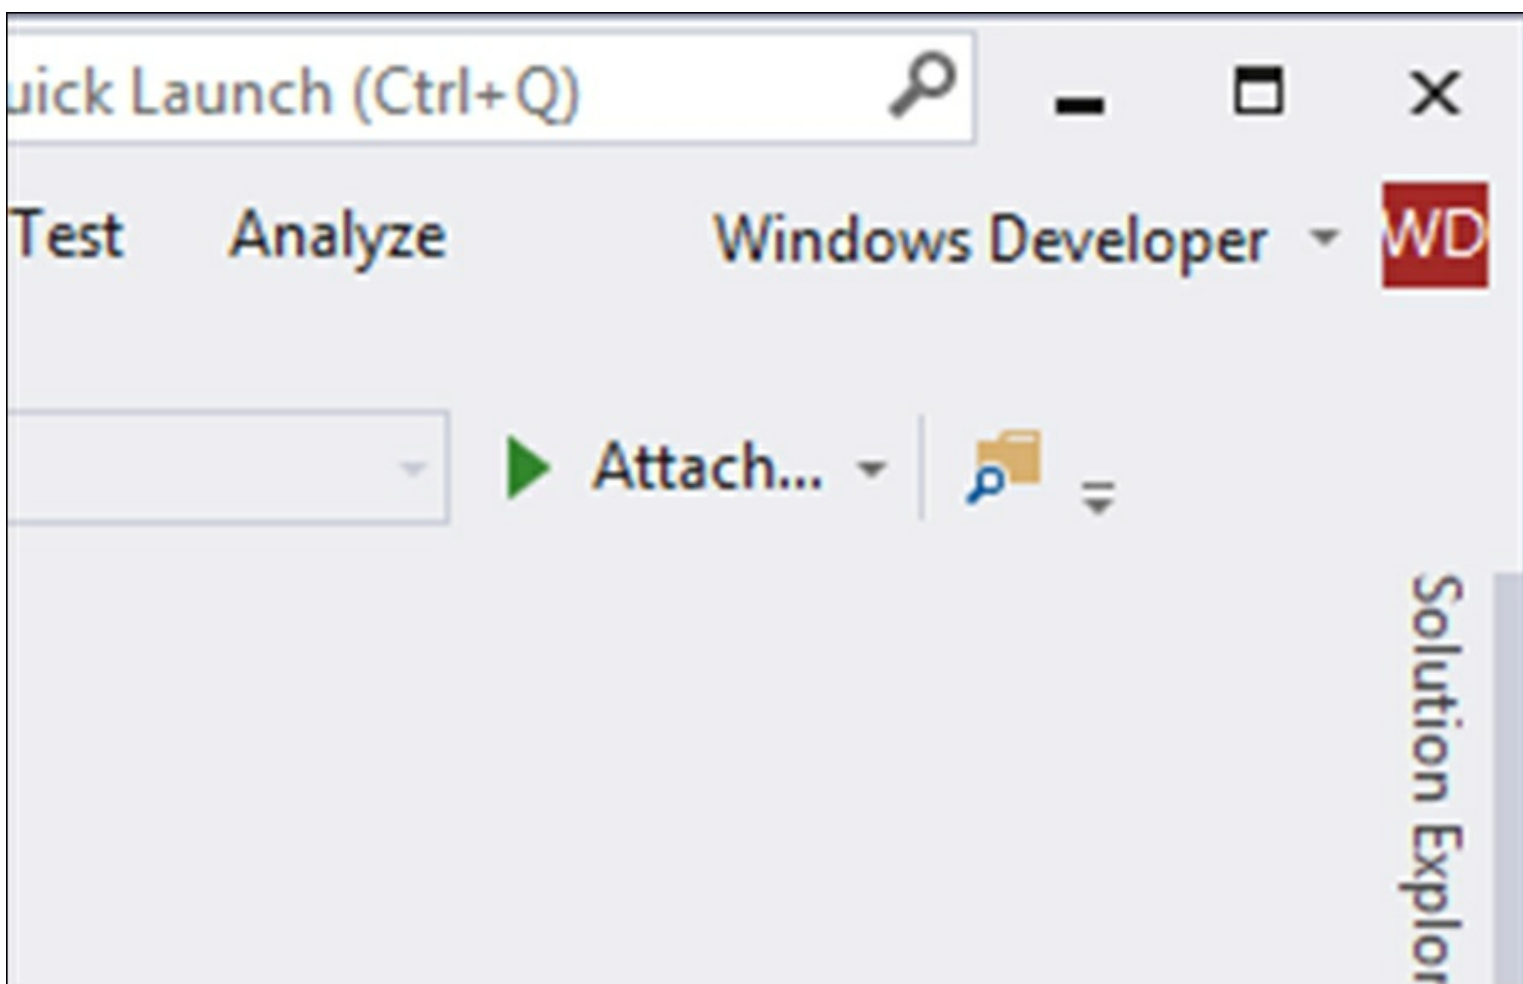 uick Launch (Ctrl+Q)
Test Analyze Windows Developer WD
Attach...
Solution Explor